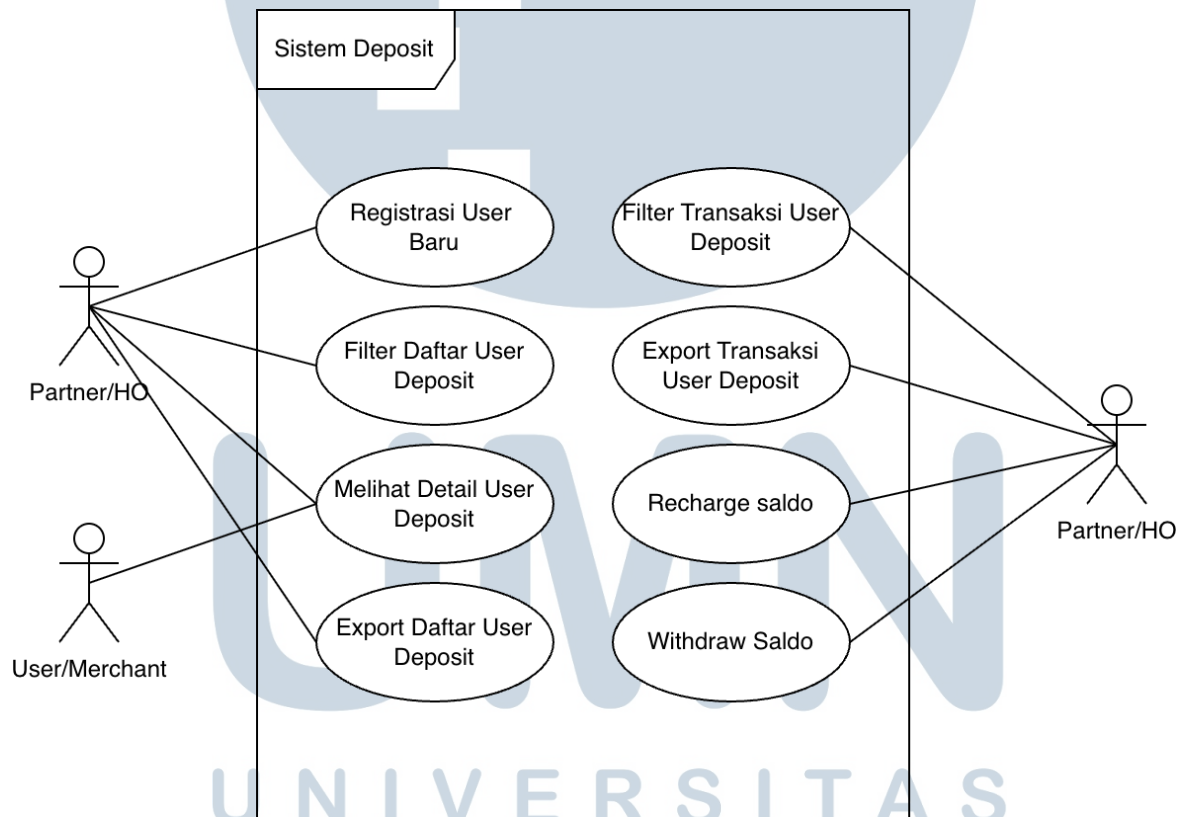 Sistem Deposit
Registrasi User
Baru
Filter Transaksi User
Deposit
Partner/HO
Filter Daftar User
Deposit
Export Transaksi
User Deposit
Melihat Detail User
Deposit
Recharge saldo
Partner/HO
User/Merchant
Export Daftar User
Deposit
Withdraw Saldo
UMN
UNIVERSITAS